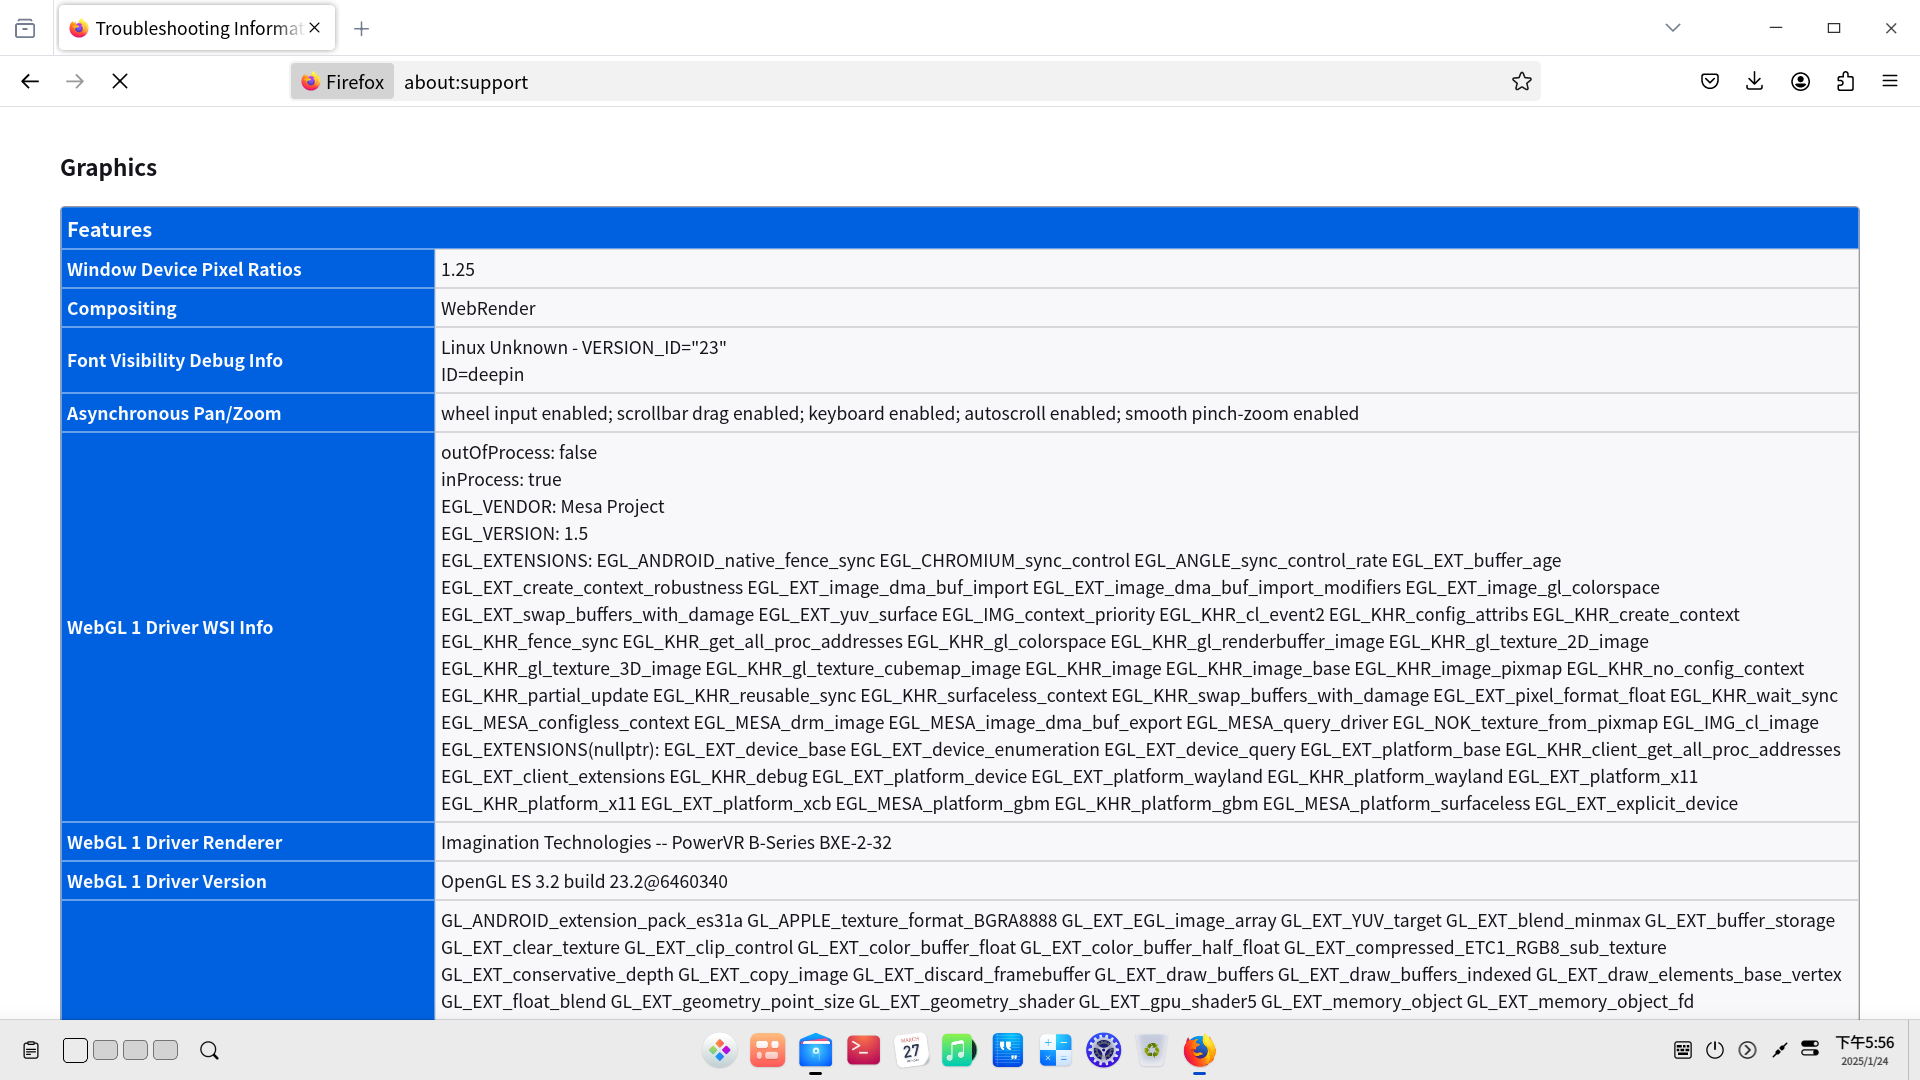 Troubleshooting Informat
Firefox about:support
Graphics
Features
Window Device Pixel Ratios 1.25
Compositing WebRender
Font Visibility Debug Info
Linux Unknown - VERSION_ID="23"
ID=deepin
Asynchronous Pan/Zoom wheel input enabled; scrollbar drag enabled; keyboard enabled; autoscroll enabled; smooth pinch-zoom enabled
WebGL 1 Driver WSI Info
outOfProcess: false
inProcess: true
EGL_VENDOR: Mesa Project
EGL_VERSION: 1.5
EGL_EXTENSIONS: EGL_ANDROID_native_fence_sync EGL_CHROMIUM_sync_control EGL_ANGLE_sync_control_rate EGL_EXT_buffer_age
EGL_EXT_create_context_robustness EGL_EXT_image_dma_buf_import EGL_EXT_image_dma_buf_import_modifiers EGL_EXT_image_gl_colorspace
EGL_EXT_swap_buffers_with_damage EGL_EXT_yuv_surface EGL_IMG_context_priority EGL_KHR_cl_event2 EGL_KHR_config_attribs EGL_KHR_create_context
EGL_KHR_fence_sync EGL_KHR_get_all_proc_addresses EGL_KHR_gl_colorspace EGL_KHR_gl_renderbuffer_image EGL_KHR_gl_texture_2D_image
EGL_KHR_gl_texture_3D_image EGL_KHR_gl_texture_cubemap_image EGL_KHR_image EGL_KHR_image_base EGL_KHR_image_pixmap EGL_KHR_no_config_context
EGL_KHR_partial_update EGL_KHR_reusable_sync EGL_KHR_surfaceless_context EGL_KHR_swap_buffers_with_damage EGL_EXT_pixel_format_float EGL_KHR_wait_sync
EGL_MESA_configless_context EGL_MESA_drm_image EGL_MESA_image_dma_buf_export EGL_MESA_query_driver EGL_NOK_texture_from_pixmap EGL_IMG_cl_image
EGL_EXTENSIONS(nullptr): EGL_EXT_device_base EGL_EXT_device_enumeration EGL_EXT_device_query EGL_EXT_platform_base EGL_KHR_client_get_all_proc_addresses
EGL_EXT_client_extensions EGL_KHR_debug EGL_EXT_platform_device EGL_EXT_platform_wayland EGL_KHR_platform_wayland EGL_EXT_platform_x11
EGL_KHR_platform_x11 EGL_EXT_platform_xcb EGL_MESA_platform_gbm EGL_KHR_platform_gbm EGL_MESA_platform_surfaceless EGL_EXT_explicit_device
WebGL 1 Driver Renderer Imagination Technologies -- PowerVR B-Series BXE-2-32
WebGL 1 Driver Version OpenGL ES 3.2 build 23.2@6460340
GL_ANDROID_extension_pack_es31a GL_APPLE_texture_format_BGRA8888 GL_EXT_EGL_image_array GL_EXT_YUV_target GL_EXT_blend_minmax GL_EXT_buffer_storage
GL_EXT_clear_texture GL_EXT_clip_control GL_EXT_color_buffer_float GL_EXT_color_buffer_half_float GL_EXT_compressed_ETC1_RGB8_sub_texture
GL_EXT_conservative_depth GL_EXT_copy_image GL_EXT_discard_framebuffer GL_EXT_draw_buffers GL_EXT_draw_buffers_indexed GL_EXT_draw_elements_base_vertex
GL_EXT_float_blend GL_EXT_geometry_point_size GL_EXT_geometry_shader GL_EXT_gpu_shader5 GL_EXT_memory_object GL_EXT_memory_object_fd
MARCH
27
下午5:56
2025/1/24